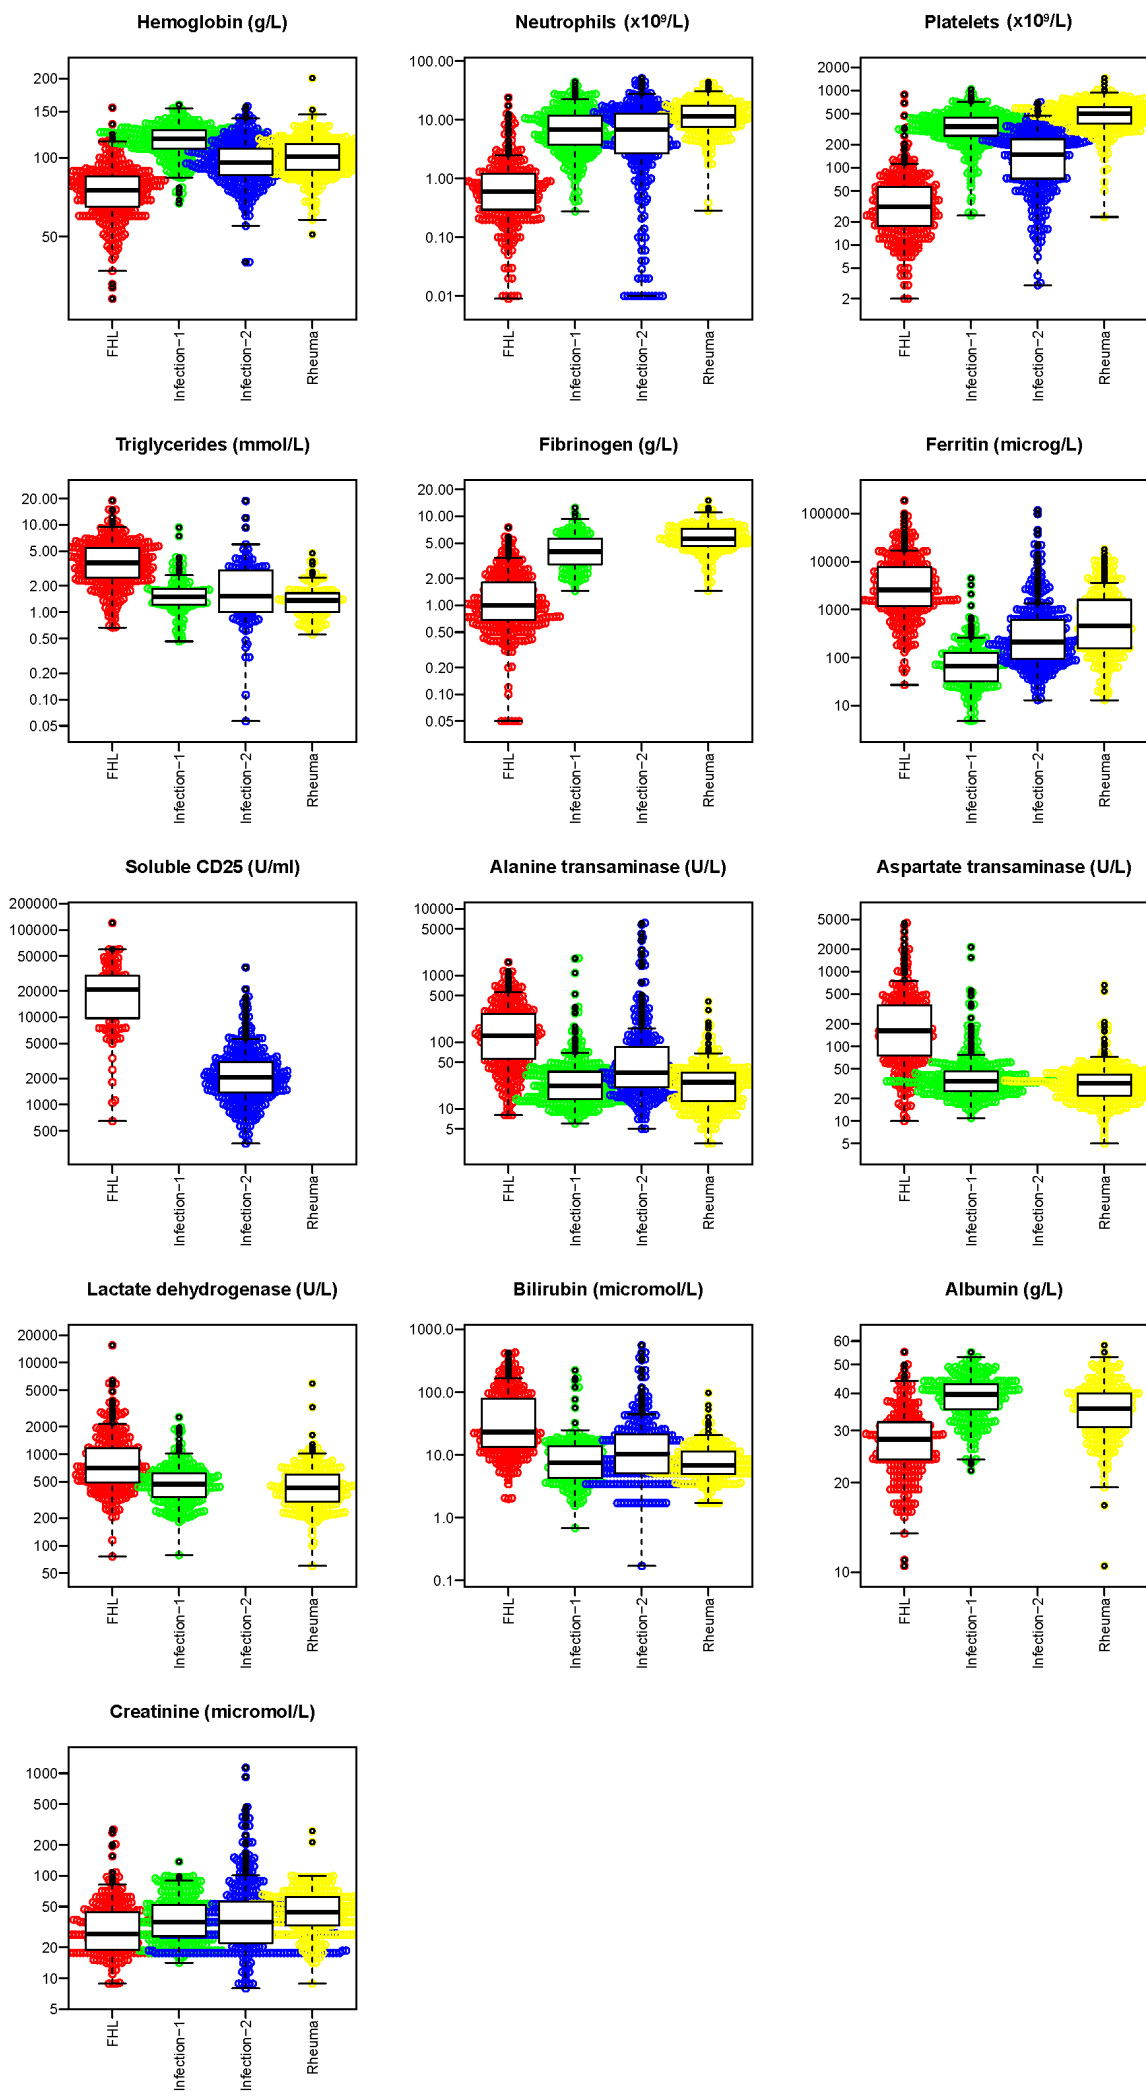 Hemoglobin (g/L)
Neutrophils (x10⁹/L)
Platelets (x10⁹/L)
200
150
100
50
FHL
Infection−1
Infection−2
Rheuma
100.00
10.00
1.00
0.10
0.01
FHL
Infection−1
Infection−2
Rheuma
2000
1000
500
200
100
50
20
10
5
2
FHL
Infection−1
Infection−2
Rheuma
Triglycerides (mmol/L)
Fibrinogen (g/L)
Ferritin (microg/L)
20.00
10.00
5.00
2.00
1.00
0.50
0.20
0.10
0.05
FHL
Infection−1
Infection−2
Rheuma
20.00
10.00
5.00
2.00
1.00
0.50
0.20
0.10
0.05
FHL
Infection−1
Infection−2
Rheuma
100000
10000
1000
100
10
FHL
Infection−1
Infection−2
Rheuma
Soluble CD25 (U/ml)
Alanine transaminase (U/L)
Aspartate transaminase (U/L)
200000
50000
20000
10000
5000
2000
1000
500
FHL
Infection−1
Infection−2
Rheuma
10000
5000
1000
500
100
50
10
5
FHL
Infection−1
Infection−2
Rheuma
5000
2000
1000
500
200
100
50
20
10
5
FHL
Infection−1
Infection−2
Rheuma
Lactate dehydrogenase (U/L)
Bilirubin (micromol/L)
Albumin (g/L)
20000
10000
5000
2000
1000
500
200
100
50
FHL
Infection−1
Infection−2
Rheuma
1000.0
100.0
10.0
1.0
0.1
FHL
Infection−1
Infection−2
Rheuma
60
50
40
30
20
10
FHL
Infection−1
Infection−2
Rheuma
Creatinine (micromol/L)
1000
500
200
100
50
20
10
5
FHL
Infection−1
Infection−2
Rheuma